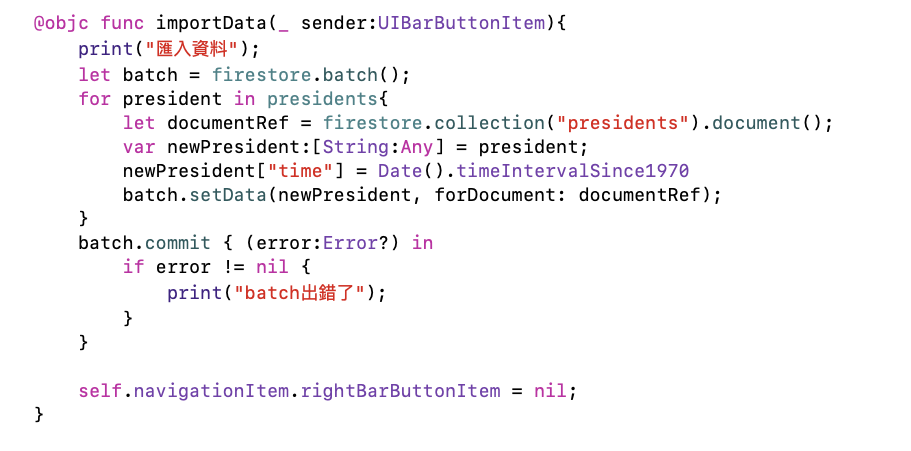 @objc func importData(_ sender:UIBarButtonItem){
    print("匯入資料");
    let batch = firestore.batch();
    for president in presidents{
        let documentRef = firestore.collection("presidents").document();
        var newPresident:[String:Any] = president;
        newPresident["time"] = Date().timeIntervalSince1970
        batch.setData(newPresident, forDocument: documentRef);
    }
    batch.commit { (error:Error?) in
        if error != nil {
            print("batch出錯了");
        }
    }

    self.navigationItem.rightBarButtonItem = nil;
}